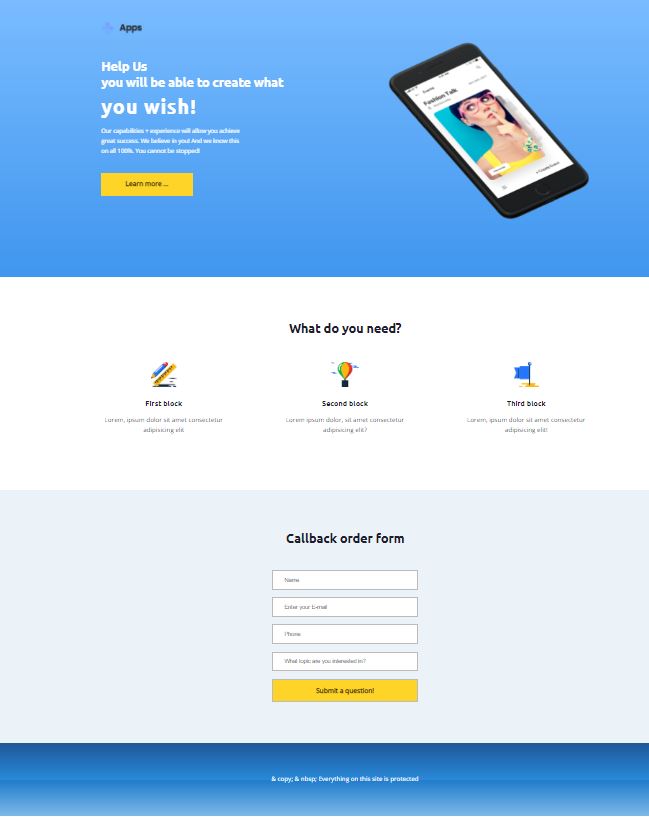 Apps
Help Us
you will be able to create what
you wish!
Our capabilities + experience will allow you achieve
great success. We believe in you! And we know this
on all 100%. You cannot be stopped!
Learn more ...
Events
Fashion Talk
What do you need?
First block
Second block
Third block
Lorem, ipsum dolor sit amet consectetur
adipisicing elit
Lorem ipsum dolor, sit amet consectetur
adipisicing elit?
Lorem, ipsum dolor sit amet consectetur
adipisicing elit!
Callback order form
Name
Enter your E-mail
Phone
What topic are you interested in?
Submit a question!
& copy; & nbsp; Everything on this site is protected